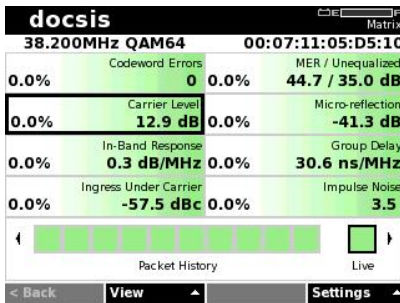 docsis
Matrix
38.200MHz QAM64 00:07:11:05:D5:10
Codeword Errors
0.0% 0
MER / Unequalized
0.0% 44.7 / 35.0 dB
Carrier Level
0.0% 12.9 dB
Micro-reflection
0.0% -41.3 dB
In-Band Response
0.0% 0.3 dB/MHz
Group Delay
0.0% 30.6 ns/MHz
Ingress Under Carrier
0.0% -57.5 dBc
Impulse Noise
0.0% 3.5
Packet History Live
< Back View Settings